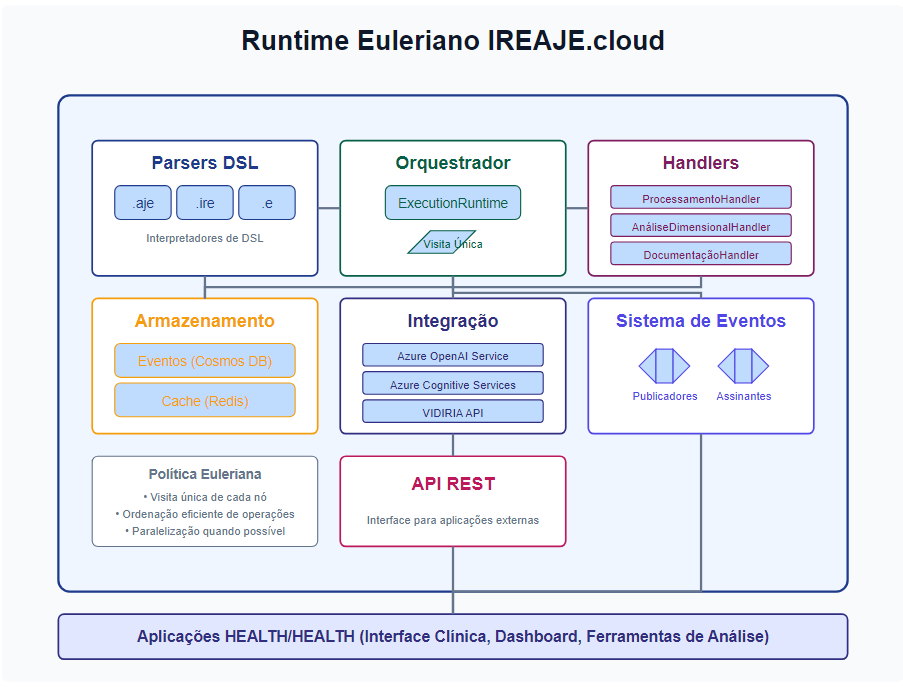 Runtime Euleriano IREAJE.cloud
Parsers DSL
.aje
.ire
.e
Interpretadores de DSL
Orquestrador
ExecutionRuntime
Visita Única
Handlers
ProcessamentoHandler
AnáliseDimensionalHandler
DocumentaçãoHandler
Armazenamento
Eventos (Cosmos DB)
Cache (Redis)
Integração
Azure OpenAI Service
Azure Cognitive Services
VIDIRIA API
Sistema de Eventos
Publicadores
Assinantes
Política Euleriana
• Visita única de cada nó
• Ordenação eficiente de operações
• Paralelização quando possível
API REST
Interface para aplicações externas
Aplicações HEALTH/HEALTH (Interface Clínica, Dashboard, Ferramentas de Análise)